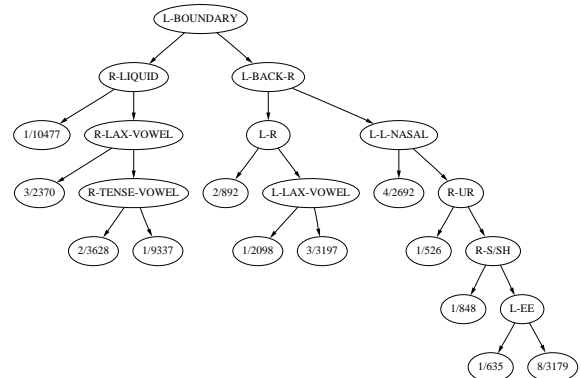 L-BOUNDARY
R-LIQUID L-BACK-R
1/10477 R-LAX-VOWEL L-R L-L-NASAL
3/2370 R-TENSE-VOWEL 2/892 L-LAX-VOWEL 4/2692 R-UR
2/3628 1/9337 1/2098 3/3197 1/526 R-S/SH
1/848 L-EE
1/635 8/3179